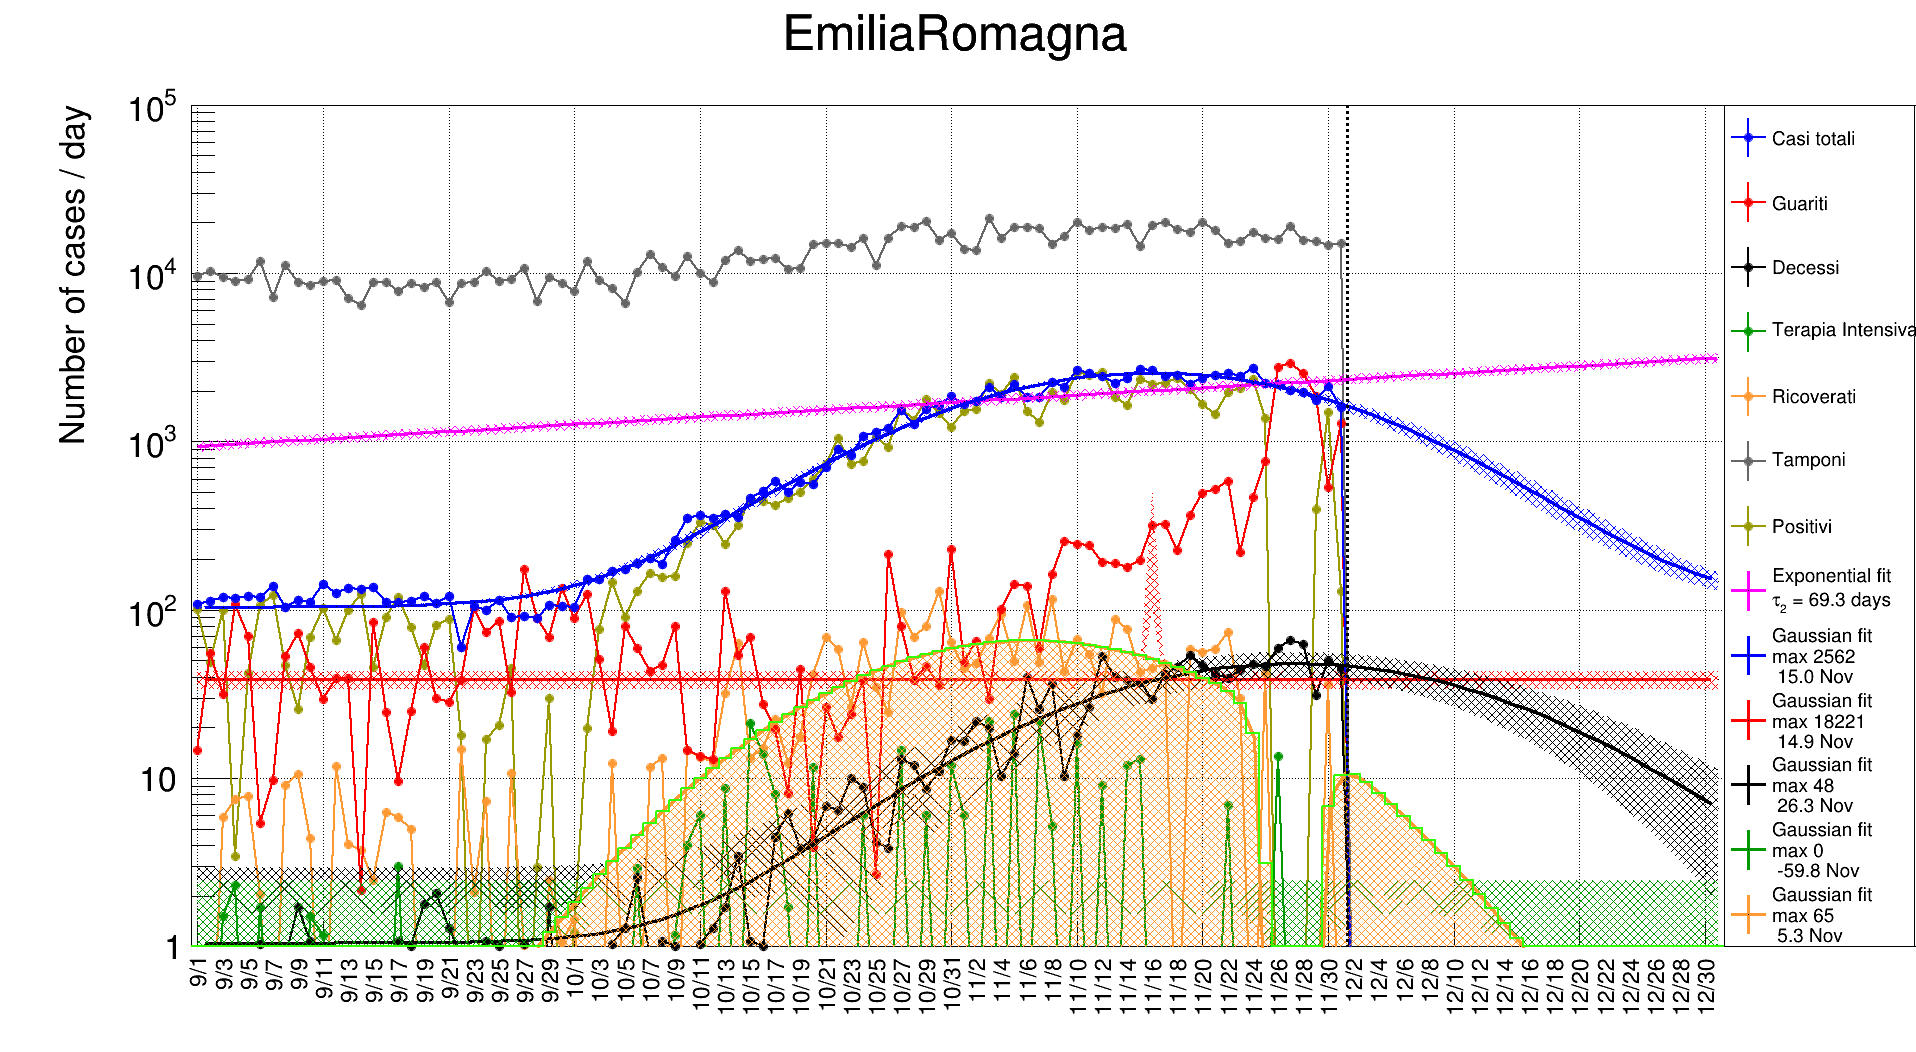 EmiliaRomagna
Number of cases / day
10^5
10^4
10^3
10^2
10
1
9/1 9/3 9/5 9/7 9/9 9/11 9/13 9/15 9/17 9/19 9/21 9/23 9/25 9/27 9/29 10/1 10/3 10/5 10/7 10/9 10/11 10/13 10/15 10/17 10/19 10/21 10/23 10/25 10/27 10/29 10/31 11/2 11/4 11/6 11/8 11/10 11/12 11/14 11/16 11/18 11/20 11/22 11/24 11/26 11/28 11/30 12/2 12/4 12/6 12/8 12/10 12/12 12/14 12/16 12/18 12/20 12/22 12/24 12/26 12/28 12/30
Casi totali
Guariti
Decessi
Terapia Intensiva
Ricoverati
Tamponi
Positivi
Exponential fit
τ2 = 69.3 days
Gaussian fit
max 2562
15.0 Nov
Gaussian fit
max 18221
14.9 Nov
Gaussian fit
max 48
26.3 Nov
Gaussian fit
max 0
-59.8 Nov
Gaussian fit
max 65
5.3 Nov